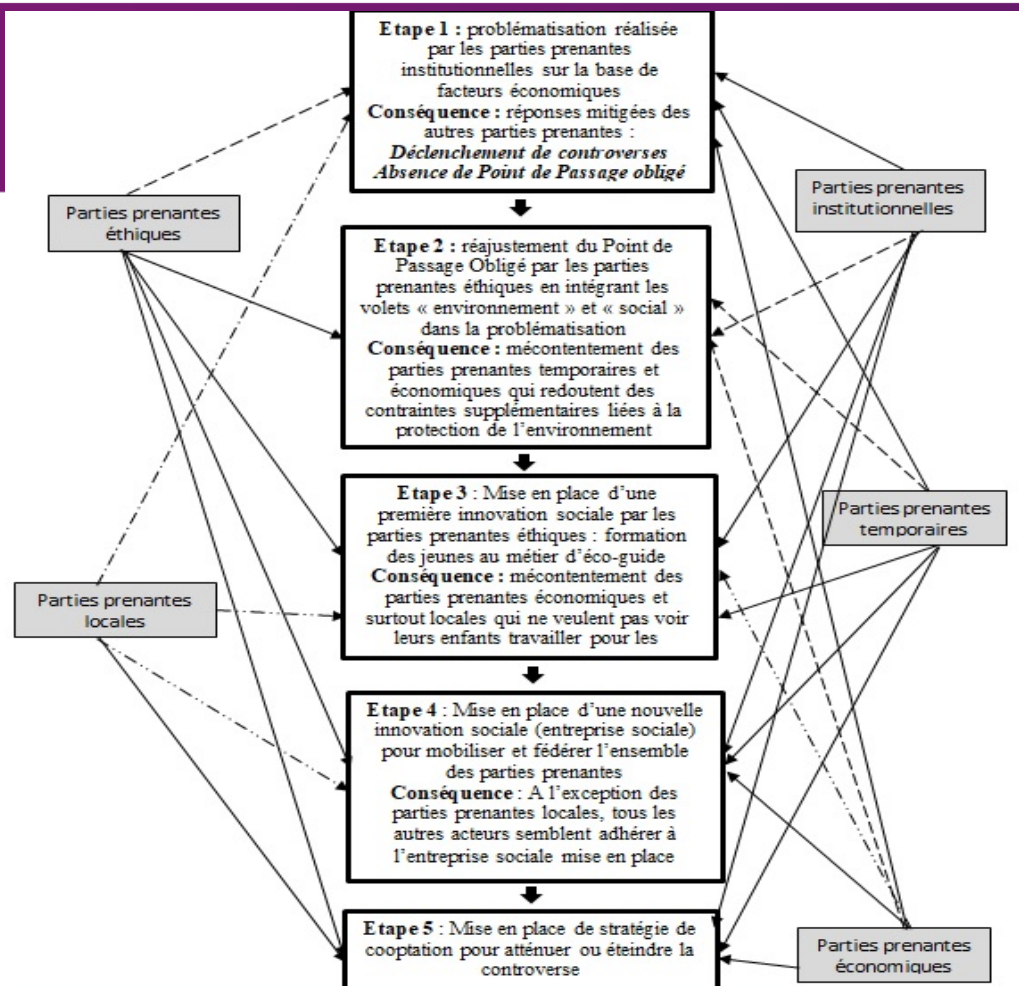 Etape 1 : problématisation réalisée
par les parties prenantes
institutionnelles sur la base de
facteurs économiques
Conséquence : réponses mitigées des
autres parties prenantes :
Déclenchement de controverses
Absence de Point de Passage obligé
Parties prenantes
éthiques
Parties prenantes
institutionnelles
Etape 2 : réajustement du Point de
Passage Obligé par les parties
prenantes éthiques en intégrant les
volets « environnement » et « social »
dans la problématisation
Conséquence : mécontentement des
parties prenantes temporaires et
économiques qui redoutent des
contraintes supplémentaires liées à la
protection de l'environnement
Etape 3 : Mise en place d'une
première innovation sociale par les
parties prenantes éthiques : formation
des jeunes au métier d'éco-guide
Conséquence : mécontentement des
parties prenantes économiques et
surtout locales qui ne veulent pas voir
leurs enfants travailler pour les
Parties prenantes
temporaires
Parties prenantes
locales
Etape 4 : Mise en place d'une nouvelle
innovation sociale (entreprise sociale)
pour mobiliser et fédérer l'ensemble
des parties prenantes
Conséquence : A l'exception des
parties prenantes locales, tous les
autres acteurs semblent adhérer à
l'entreprise sociale mise en place
Etape 5 : Mise en place de stratégie de
cooptation pour atténuer ou éteindre la
controverse
Parties prenantes
économiques